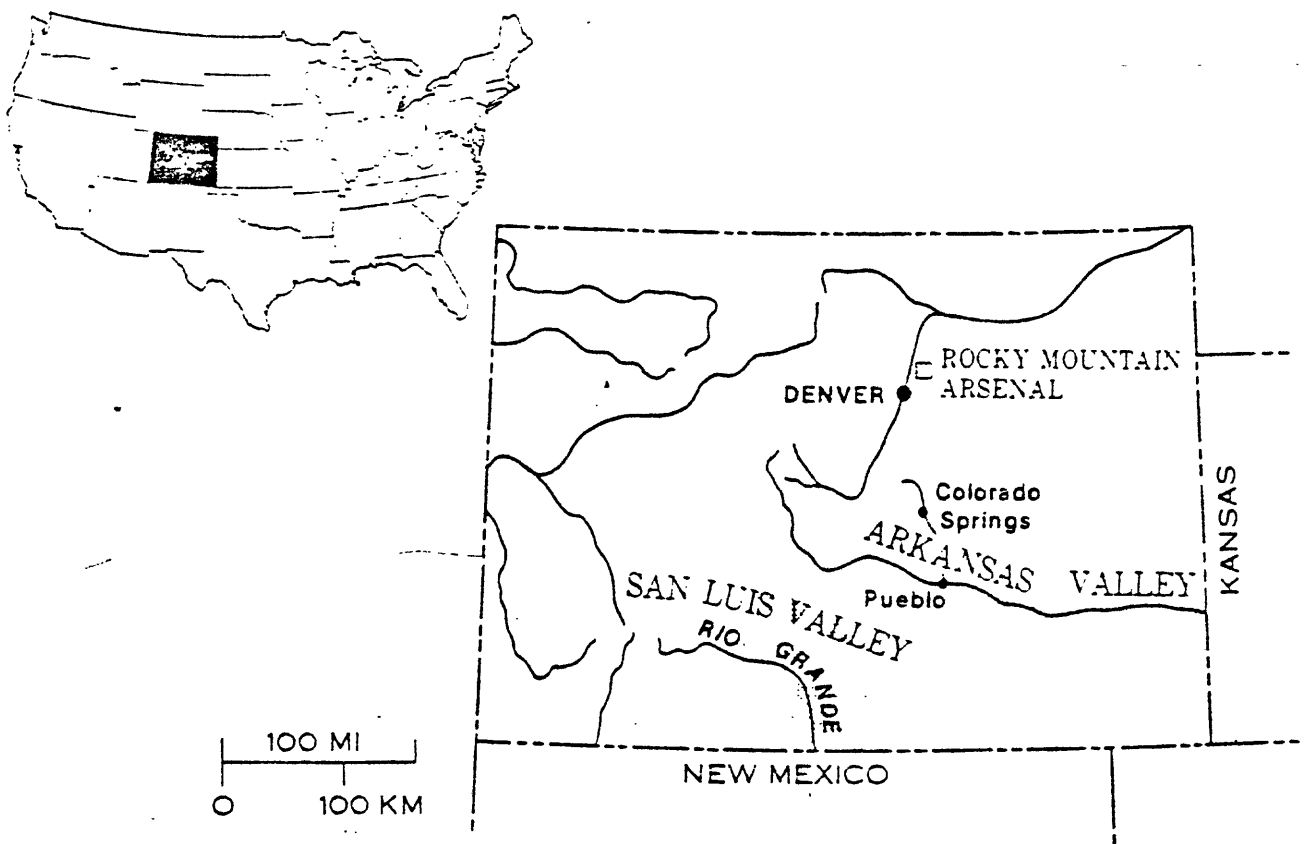 ROCKY MOUNTAIN
ARSENAL
DENVER
Colorado
Springs
ARKANSAS VALLEY
Pueblo
KANSAS
SAN LUIS VALLEY
RIO GRANDE
100 MI
0 100 KM
NEW MEXICO